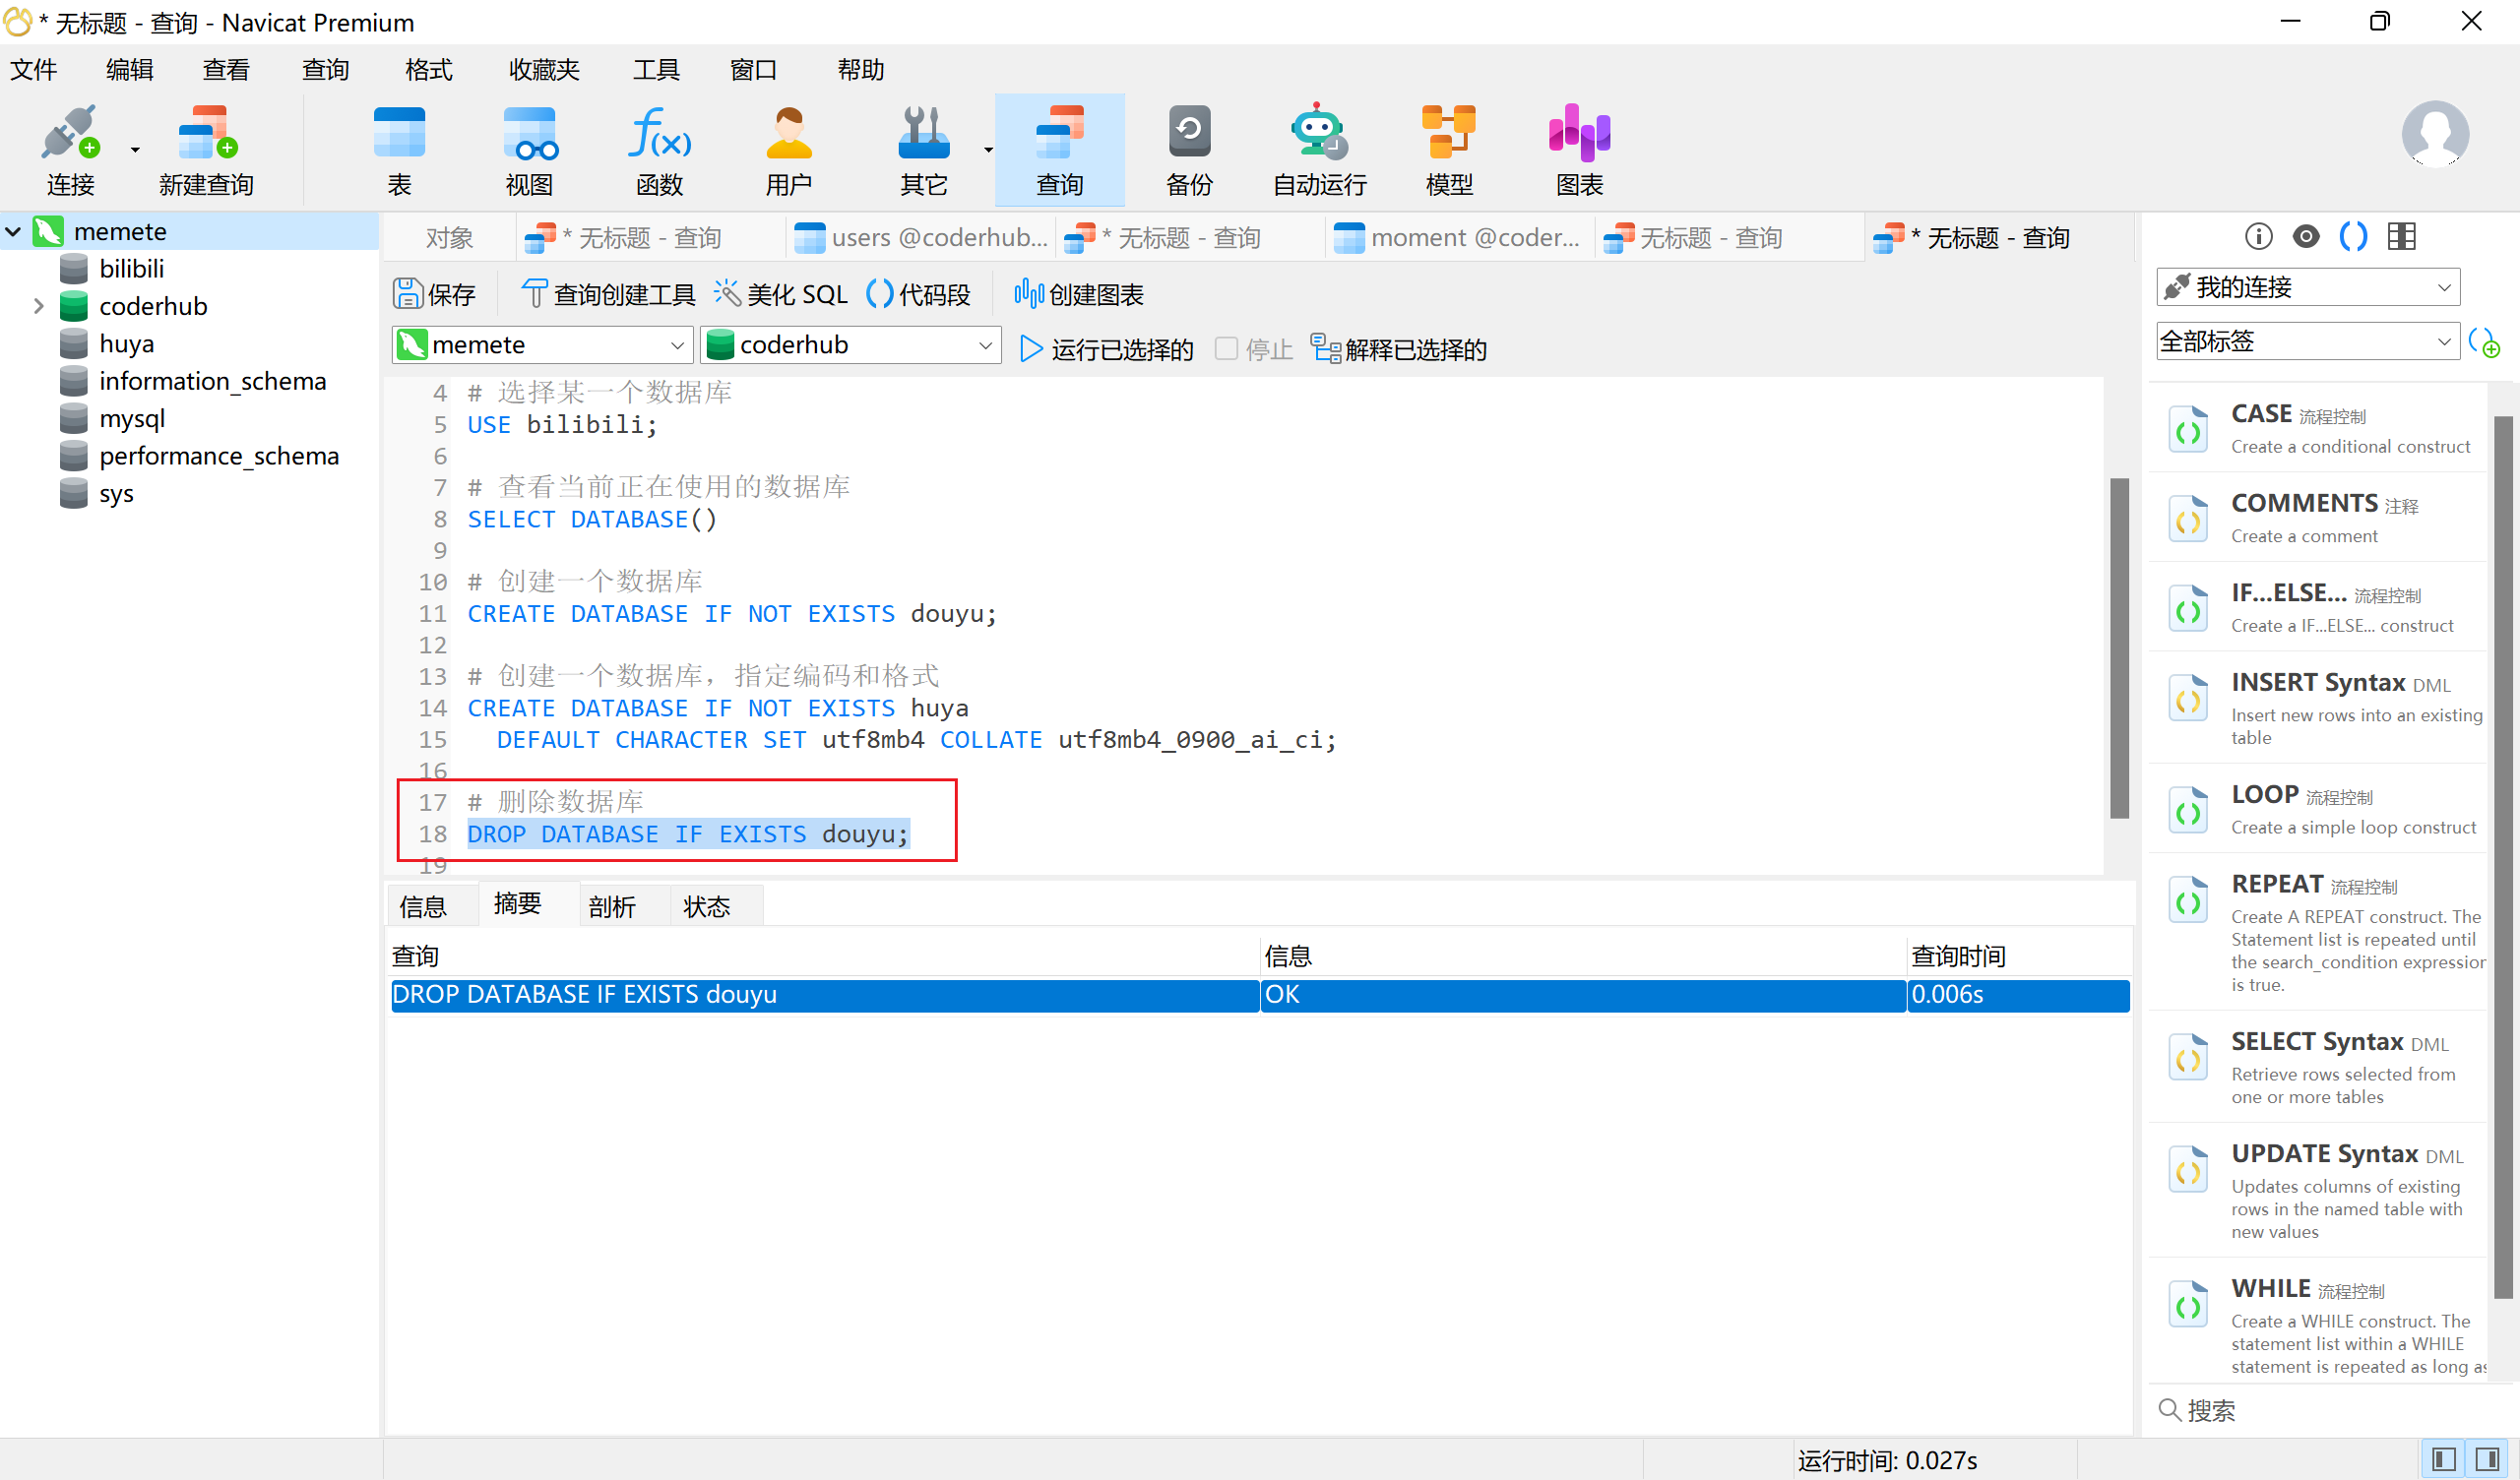 * 无标题 - 查询 - Navicat Premium
文件 编辑 查看 查询 格式 收藏夹 工具 窗口 帮助
连接 新建查询 表 视图 函数 用户 其它 查询 备份 自动运行 模型 图表
memete
bilibili
coderhub
huya
information_schema
mysql
performance_schema
sys
对象 * 无标题 - 查询 users @coderhub... * 无标题 - 查询 moment @coder... 无标题 - 查询 * 无标题 - 查询
保存 查询创建工具 美化 SQL 代码段 创建图表
memete coderhub 运行已选择的 停止 解释已选择的
4 # 选择某一个数据库
5 USE bilibili;
6
7 # 查看当前正在使用的数据库
8 SELECT DATABASE()
9
10 # 创建一个数据库
11 CREATE DATABASE IF NOT EXISTS douyu;
12
13 # 创建一个数据库，指定编码和格式
14 CREATE DATABASE IF NOT EXISTS huya
15 DEFAULT CHARACTER SET utf8mb4 COLLATE utf8mb4_0900_ai_ci;
16
17 # 删除数据库
18 DROP DATABASE IF EXISTS douyu;
19
信息 摘要 剖析 状态
查询 信息 查询时间
DROP DATABASE IF EXISTS douyu OK 0.006s
我的连接
全部标签
CASE 流程控制
Create a conditional construct
COMMENTS 注释
Create a comment
IF...ELSE... 流程控制
Create a IF...ELSE... construct
INSERT Syntax DML
Insert new rows into an existing
table
LOOP 流程控制
Create a simple loop construct
REPEAT 流程控制
Create A REPEAT construct. The
Statement list is repeated until
the search_condition expression
is true.
SELECT Syntax DML
Retrieve rows selected from
one or more tables
UPDATE Syntax DML
Updates columns of existing
rows in the named table with
new values
WHILE 流程控制
Create a WHILE construct. The
statement list within a WHILE
statement is repeated as long as
搜索
运行时间: 0.027s